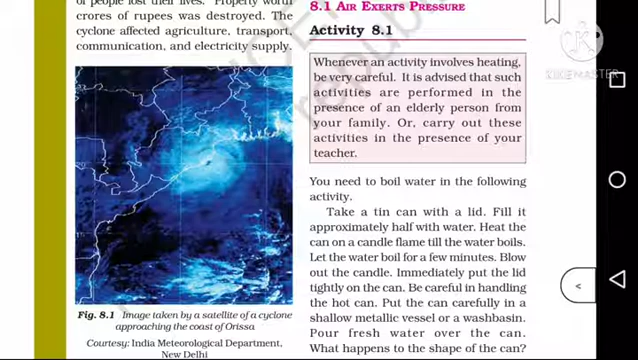 of people lost their lives. Property worth
crores of rupees was destroyed. The
cyclone affected agriculture, transport,
communication, and electricity supply.
Fig. 8.1 Image taken by a satellite of a cyclone
approaching the coast of Orissa
Courtesy: India Meteorological Department,
New Delhi
8.1 AIR EXERTS PRESSURE
Activity 8.1
Whenever an activity involves heating,
be very careful. It is advised that such
activities are performed in the
presence of an elderly person from
your family. Or, carry out these
activities in the presence of your
teacher.
You need to boil water in the following
activity.
Take a tin can with a lid. Fill it
approximately half with water. Heat the
can on a candle flame till the water boils.
Let the water boil for a few minutes. Blow
out the candle. Immediately put the lid
tightly on the can. Be careful in handling
the hot can. Put the can carefully in a
shallow metallic vessel or a washbasin.
Pour fresh water over the can.
What happens to the shape of the can?
KINEMASTER